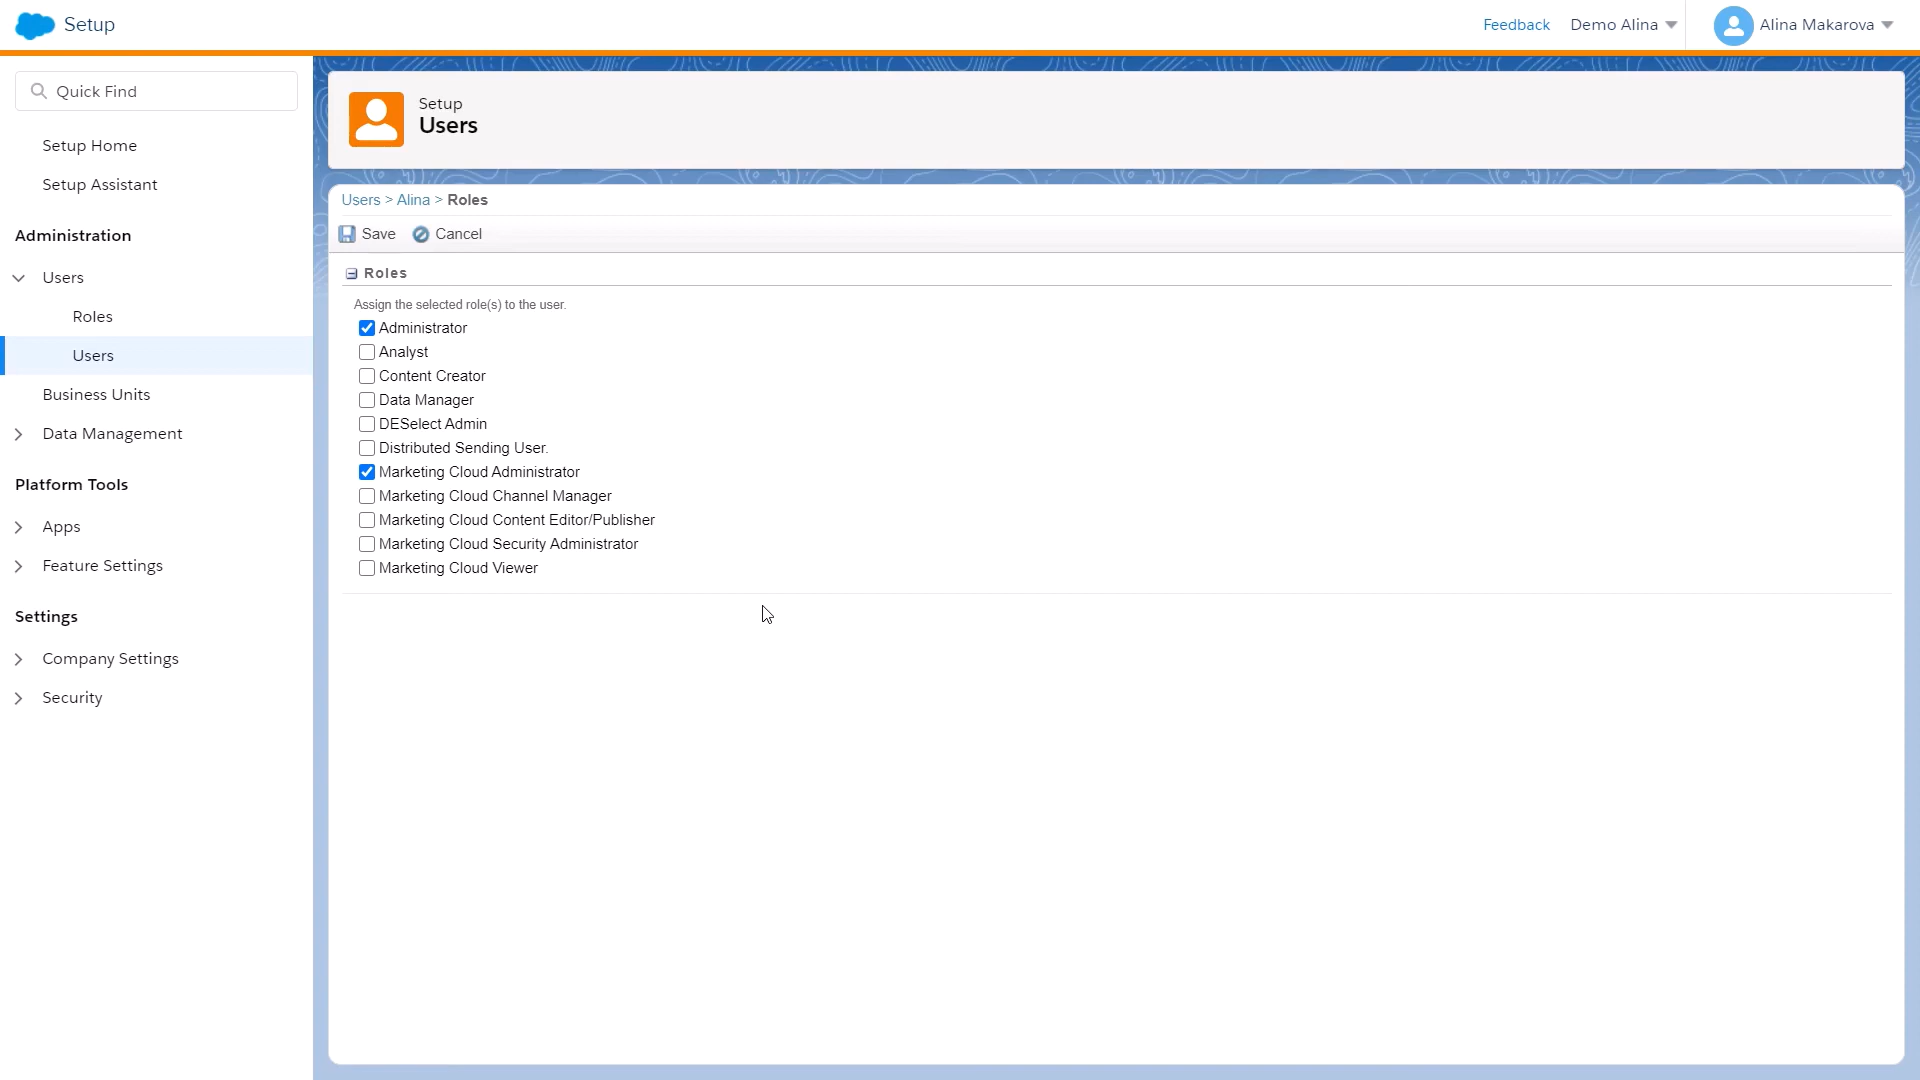 Setup
Feedback
Demo Alina
Alina Makarova
Quick Find
Setup Home
Setup Assistant
Administration
Users
Roles
Users
Business Units
Data Management
Platform Tools
Apps
Feature Settings
Settings
Company Settings
Security
Setup
Users
Users > Alina > Roles
Save
Cancel
Roles
Assign the selected role(s) to the user.
Administrator
Analyst
Content Creator
Data Manager
DESelect Admin
Distributed Sending User.
Marketing Cloud Administrator
Marketing Cloud Channel Manager
Marketing Cloud Content Editor/Publisher
Marketing Cloud Security Administrator
Marketing Cloud Viewer